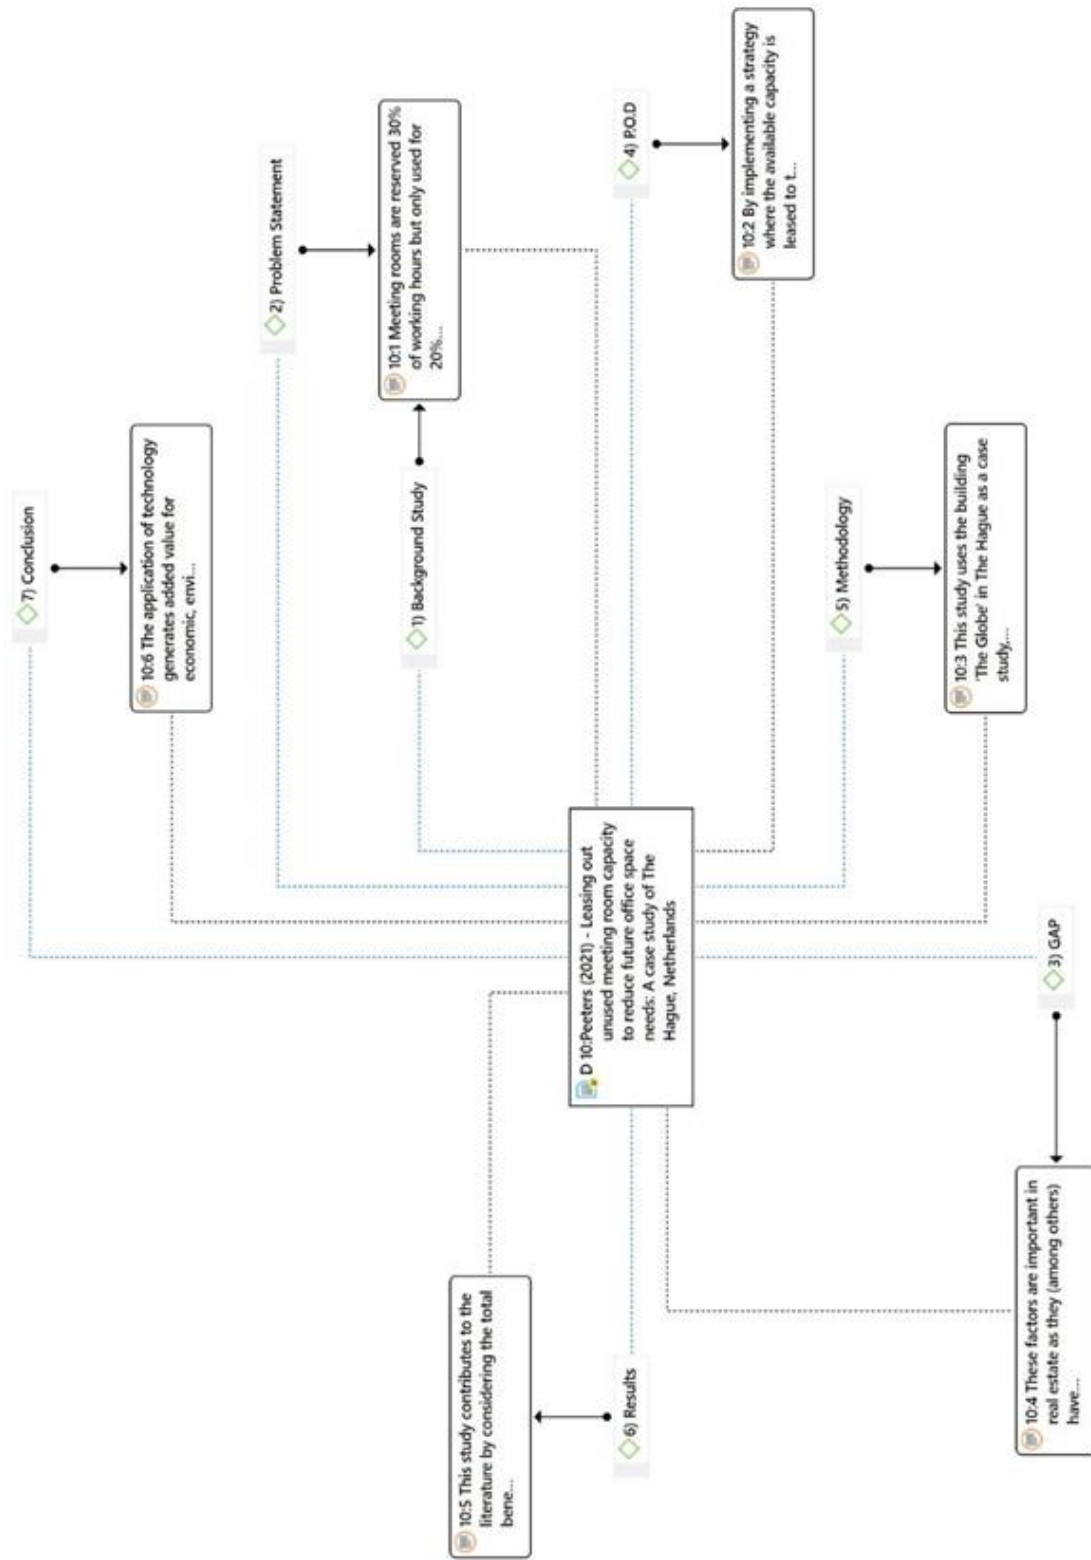 7) Conclusion
10:6 The application of technology
generates added value for
economic, envi...
2) Problem Statement
1) Background Study
10:1 Meeting rooms are reserved 30%
of working hours but only used for
20%...
4) P.O.D
10:2 By implementing a strategy
where the available capacity is
leased to t...
10:5 This study contributes to the
literature by considering the total
bene...
6) Results
D 10:Peeters (2021) - Leasing out
unused meeting room capacity
to reduce future office space
needs: A case study of The
Hague, Netherlands
5) Methodology
10:3 This study uses the building
'The Globe' in The Hague as a case
study,...
3) GAP
10:4 These factors are important in
real estate as they (among others)
have...